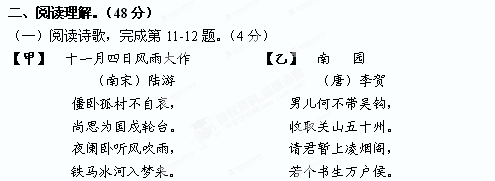 二、阅读理解。（48分）
（一）阅读诗歌，完成第11-12题。（4分）
【甲】 十一月四日风雨大作
（南宋）陆游
僵卧孤村不自哀，
尚思为国戍轮台。
夜阑卧听风吹雨，
铁马冰河入梦来。
【乙】 南 园
（唐）李贺
男儿何不带吴钩，
收取关山五十州。
请君暂上凌烟阁，
若个书生万户侯。